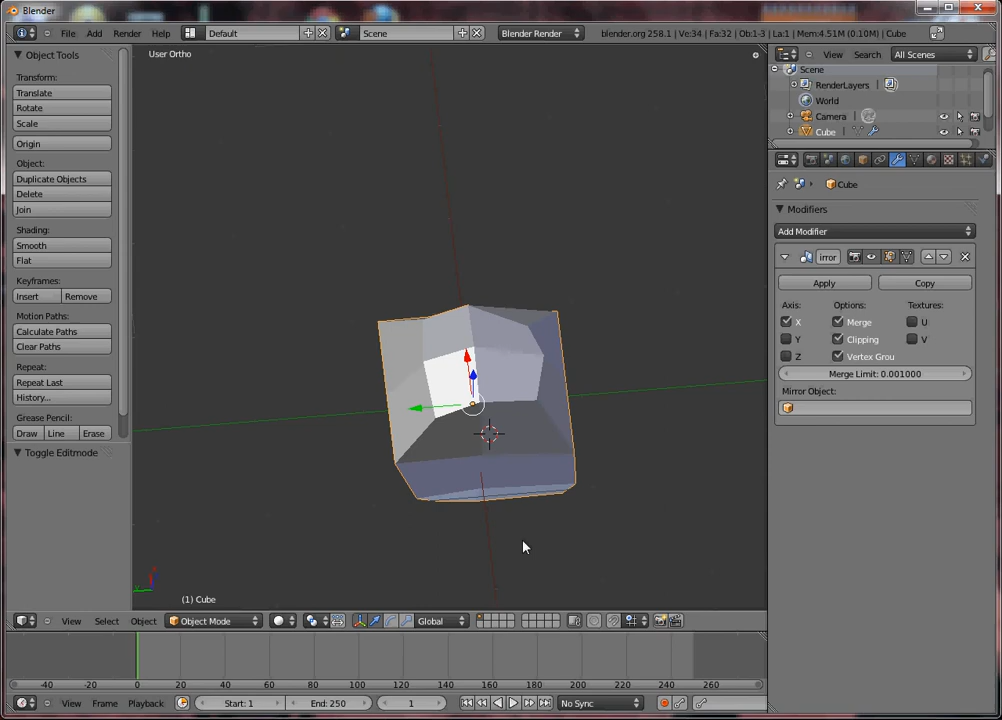 Blender
File Add Render Help Default Scene Blender Render blender.org 258.1 | Ve:34 | Fa:32 | Ob:1-3 | La:1 | Mem:4.51M (0.10M) | Cube
Object Tools
Transform:
Translate
Rotate
Scale
Origin
Object:
Duplicate Objects
Delete
Join
Shading:
Smooth
Flat
Keyframes:
Insert Remove
Motion Paths:
Calculate Paths
Clear Paths
Repeat:
Repeat Last
History...
Grease Pencil:
Draw Line Erase
Toggle Editmode
User Ortho
(1) Cube
View Select Object Object Mode Global
-40 -20 0 20 40 60 80 100 120 140 160 180 200 220 240 260
View Frame Playback Start: 1 End: 250 1 No Sync
View Search All Scenes
Scene
RenderLayers
World
Camera
Cube
Cube
Modifiers
Add Modifier
irror
Apply Copy
Axis: Options: Textures:
X Merge U
Y Clipping V
Z Vertex Grou
Merge Limit: 0.001000
Mirror Object: